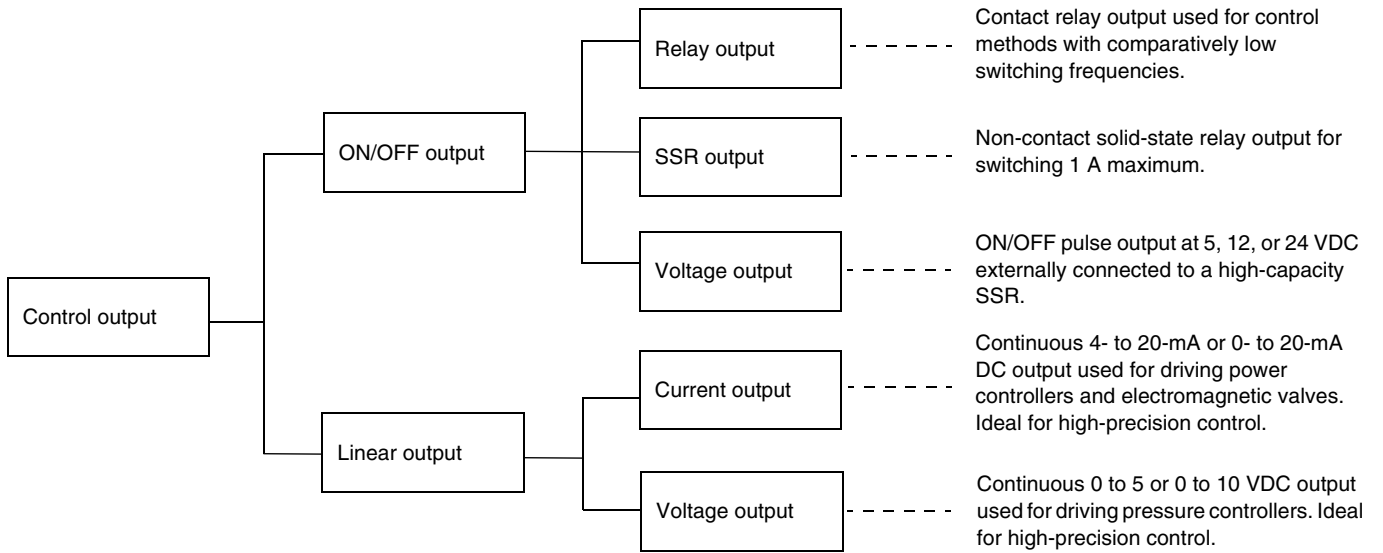 Relay output
Contact relay output used for control
methods with comparatively low
switching frequencies.
ON/OFF output
SSR output
Non-contact solid-state relay output for
switching 1 A maximum.
Voltage output
ON/OFF pulse output at 5, 12, or 24 VDC
externally connected to a high-capacity
SSR.
Control output
Current output
Continuous 4- to 20-mA or 0- to 20-mA
DC output used for driving power
controllers and electromagnetic valves.
Ideal for high-precision control.
Linear output
Voltage output
Continuous 0 to 5 or 0 to 10 VDC output
used for driving pressure controllers. Ideal
for high-precision control.